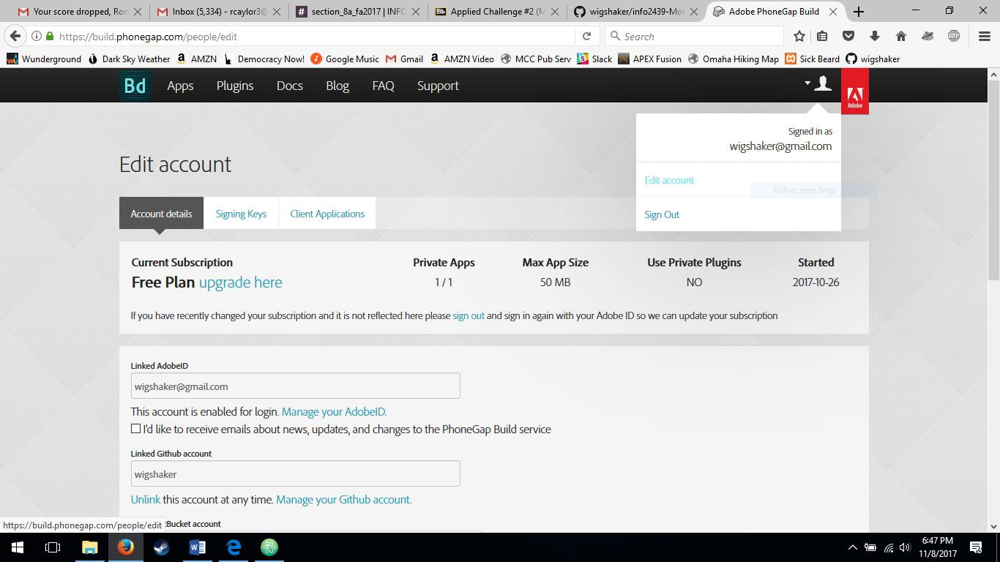 Your score dropped, Ron
Inbox (5,334) - rcaylor3@
section_8a_fa2017 | INFO
Bb Applied Challenge #2 (M
wigshaker/info2439-Mob
Adobe PhoneGap Build
https://build.phonegap.com/people/edit
Search
ABP
Wunderground
Dark Sky Weather
AMZN
Democracy Now!
Google Music
Gmail
AMZN Video
MCC Pub Serv
Slack
APEX Fusion
Omaha Hiking Map
Sick Beard
wigshaker
Bd Apps Plugins Docs Blog FAQ Support
Adobe
Signed in as
wigshaker@gmail.com
Edit account
Full-screen Snip
Sign Out
Edit account
Account details Signing Keys Client Applications
Current Subscription Private Apps Max App Size Use Private Plugins Started
Free Plan upgrade here 1 / 1 50 MB NO 2017-10-26
If you have recently changed your subscription and it is not reflected here please sign out and sign in again with your Adobe ID so we can update your subscription
Linked AdobeID
wigshaker@gmail.com
This account is enabled for login. Manage your AdobeID.
I'd like to receive emails about news, updates, and changes to the PhoneGap Build service
Linked Github account
wigshaker
Unlink this account at any time. Manage your Github account.
https://build.phonegap.com/people/edit
:Bucket account
6:47 PM
11/8/2017